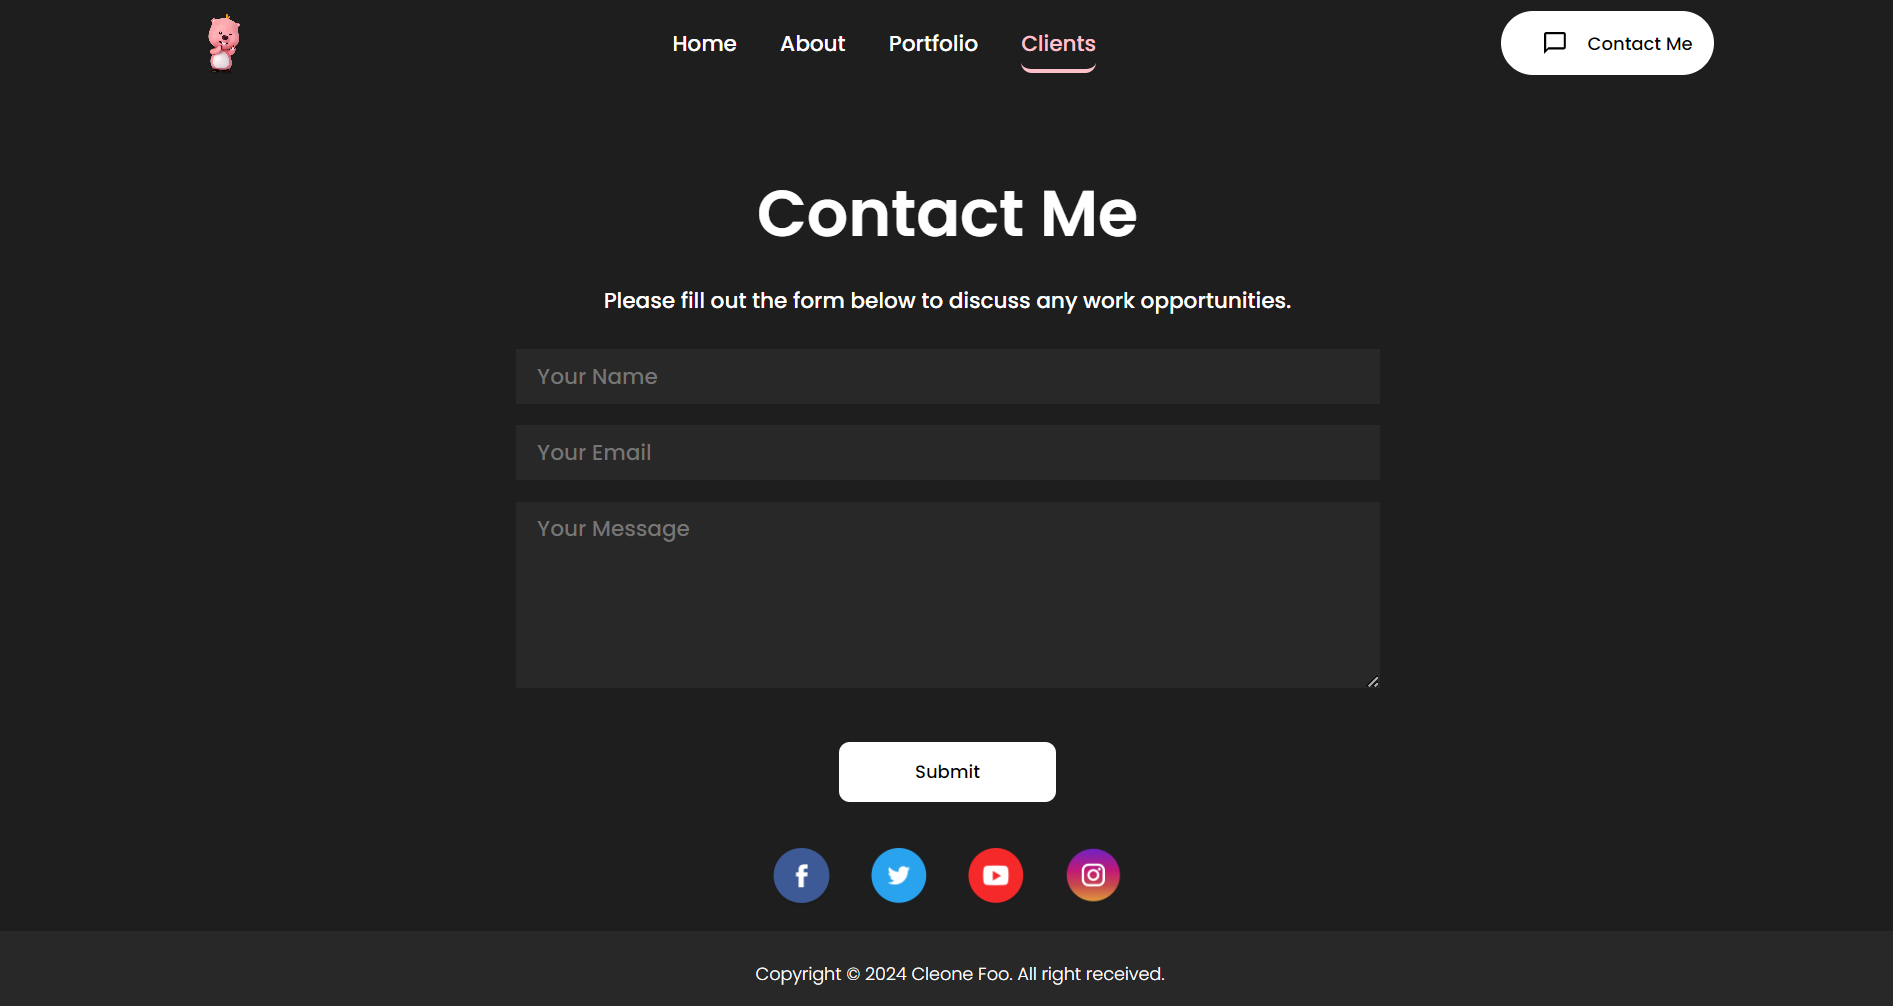 Home About Portfolio Clients Contact Me
Contact Me
Please fill out the form below to discuss any work opportunities.
Your Name
Your Email
Your Message
Submit
Copyright © 2024 Cleone Foo. All right received.